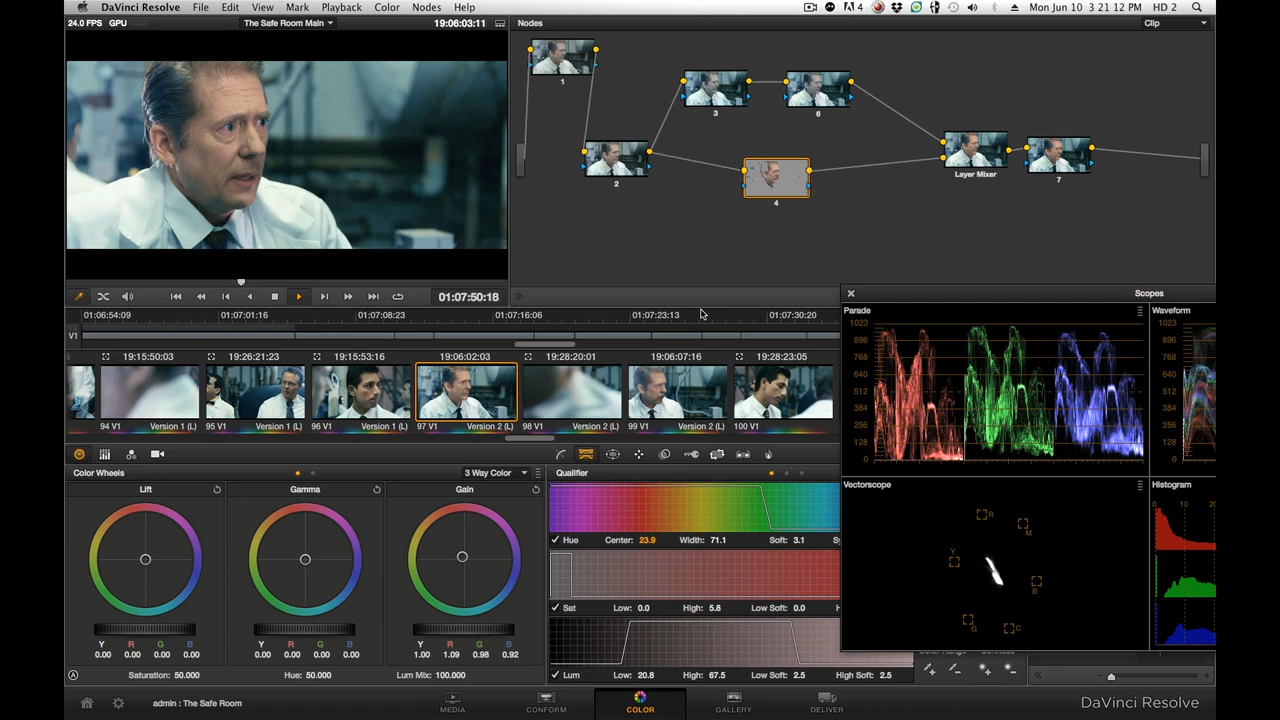 DaVinci Resolve File Edit View Mark Playback Color Nodes Help
4 Mon Jun 10 3 21 12 PM HD 2
24.0 FPS GPU The Safe Room Main 19:06:03:11
Nodes Clip
1
2
3
6
4
Layer Mixer
7
01:07:50:18
01:06:54:09 01:07:01:16 01:07:08:23 01:07:16:06 01:07:23:13 01:07:30:20
V1
19:15:50:03 19:26:21:23 19:15:53:16 19:06:02:03 19:28:20:01 19:06:07:16 19:28:23:05
94 V1 Version 1 (L) 95 V1 Version 1 (L) 96 V1 Version 1 (L) 97 V1 Version 2 (L) 98 V1 Version 2 (L) 99 V1 Version 2 (L) 100 V1
Color Wheels 3 Way Color
Lift Gamma Gain
Y R G B Y R G B Y R G B
0.00 0.00 0.00 0.00 0.00 0.00 0.00 0.00 1.00 1.09 0.98 0.92
Saturation: 50.000 Hue: 50.000 Lum Mix: 100.000
Qualifier
Hue Center: 23.9 Width: 71.1 Soft: 3.1
Sat Low: 0.0 High: 5.8 Low Soft: 0.0
Lum Low: 20.8 High: 67.5 Low Soft: 2.5 High Soft: 2.5
Scopes
Parade Waveform
1023 1023
896 896
768 768
640 640
512 512
384 384
256 256
128 128
0 0
Vectorscope Histogram
0 10
R
M
Y
B
G
C
admin : The Safe Room
MEDIA CONFORM COLOR GALLERY DELIVER
DaVinci Resolve